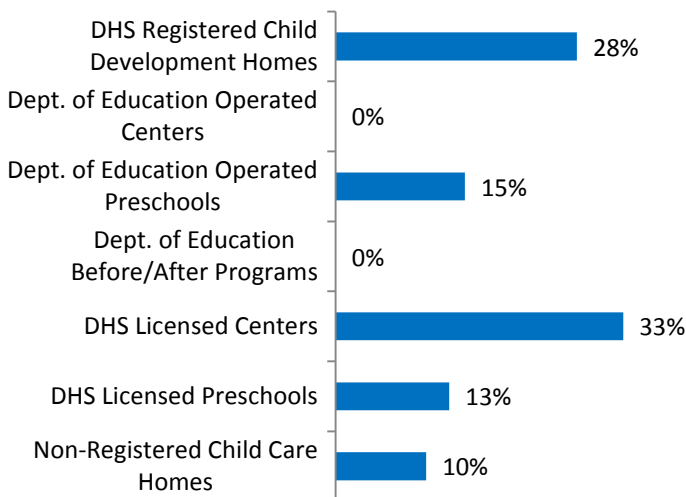 DHS Registered Child
Development Homes
28%
Dept. of Education Operated
Centers
0%
Dept. of Education Operated
Preschools
15%
Dept. of Education
Before/After Programs
0%
DHS Licensed Centers
33%
DHS Licensed Preschools
13%
Non-Registered Child Care
Homes
10%